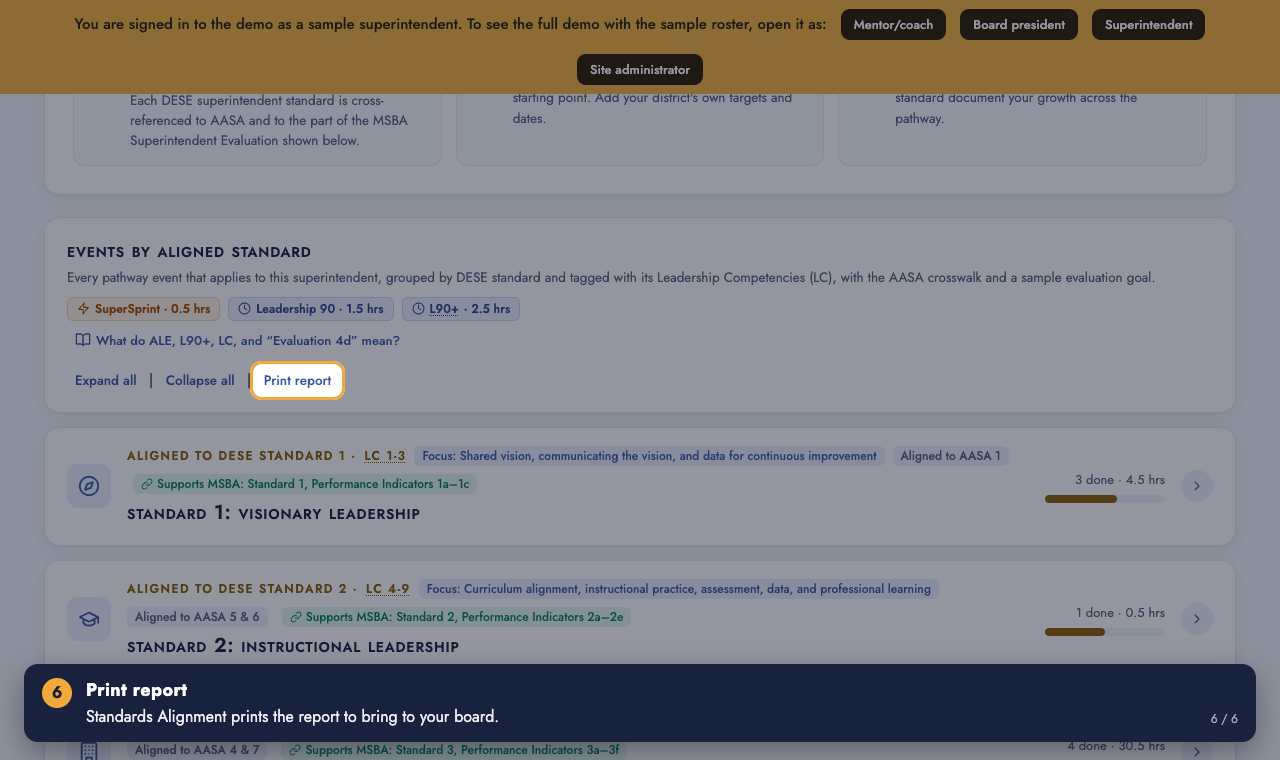 You are signed in to the demo as a sample superintendent. To see the full demo with the sample roster, open it as: Mentor/coach Board president Superintendent
Site administrator
Each DESE superintendent standard is cross-
referenced to AASA and to the part of the MSBA
Superintendent Evaluation shown below.
starting point. Add your district's own targets and
dates.
standard document your growth across the
pathway.
EVENTS BY ALIGNED STANDARD
Every pathway event that applies to this superintendent, grouped by DESE standard and tagged with its Leadership Competencies (LC), with the AASA crosswalk and a sample evaluation goal.
SuperSprint · 0.5 hrs Leadership 90 · 1.5 hrs L90+ · 2.5 hrs
What do ALE, L90+, LC, and “Evaluation 4d” mean?
Expand all | Collapse all | Print report
ALIGNED TO DESE STANDARD 1 · LC 1-3 Focus: Shared vision, communicating the vision, and data for continuous improvement Aligned to AASA 1
Supports MSBA: Standard 1, Performance Indicators 1a–1c
STANDARD 1: VISIONARY LEADERSHIP
3 done · 4.5 hrs
ALIGNED TO DESE STANDARD 2 · LC 4-9 Focus: Curriculum alignment, instructional practice, assessment, data, and professional learning
Aligned to AASA 5 & 6 Supports MSBA: Standard 2, Performance Indicators 2a–2e
STANDARD 2: INSTRUCTIONAL LEADERSHIP
1 done · 0.5 hrs
6 Print report
Standards Alignment prints the report to bring to your board.
6 / 6
Aligned to AASA 4 & 7 Supports MSBA: Standard 3, Performance Indicators 3a–3f
4 done · 30.5 hrs